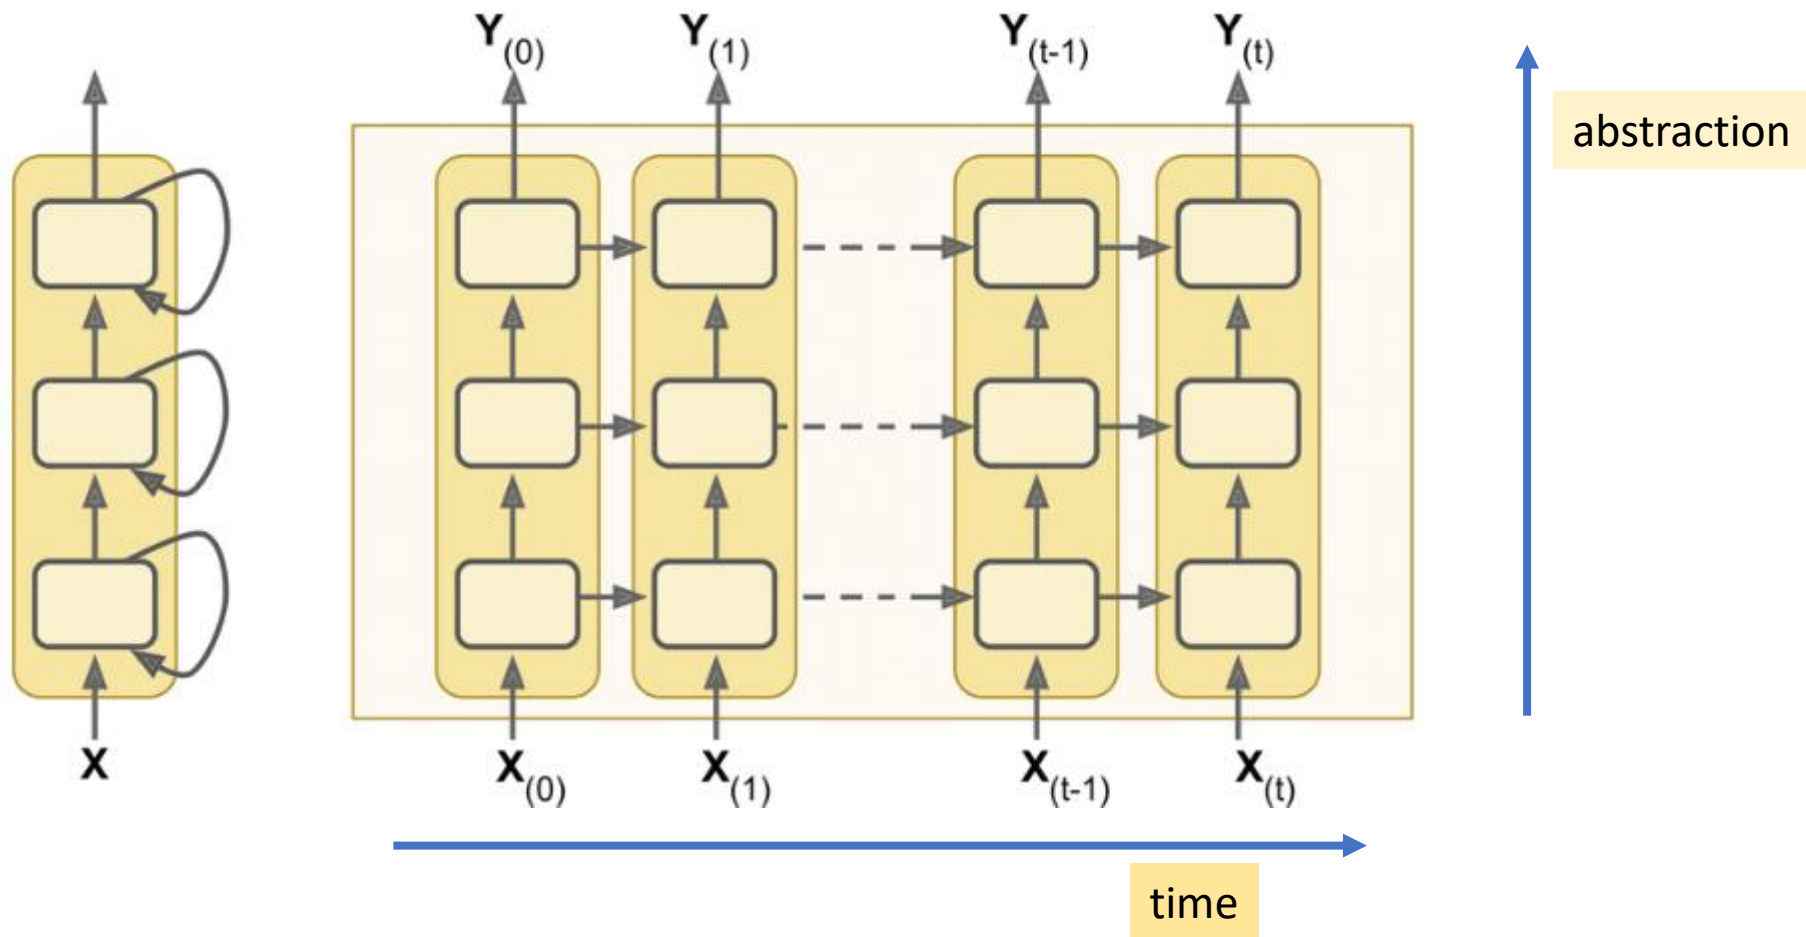 Y(0) Y(1) Y(t-1) Y(t)
abstraction
X X(0) X(1) X(t-1) X(t)
time